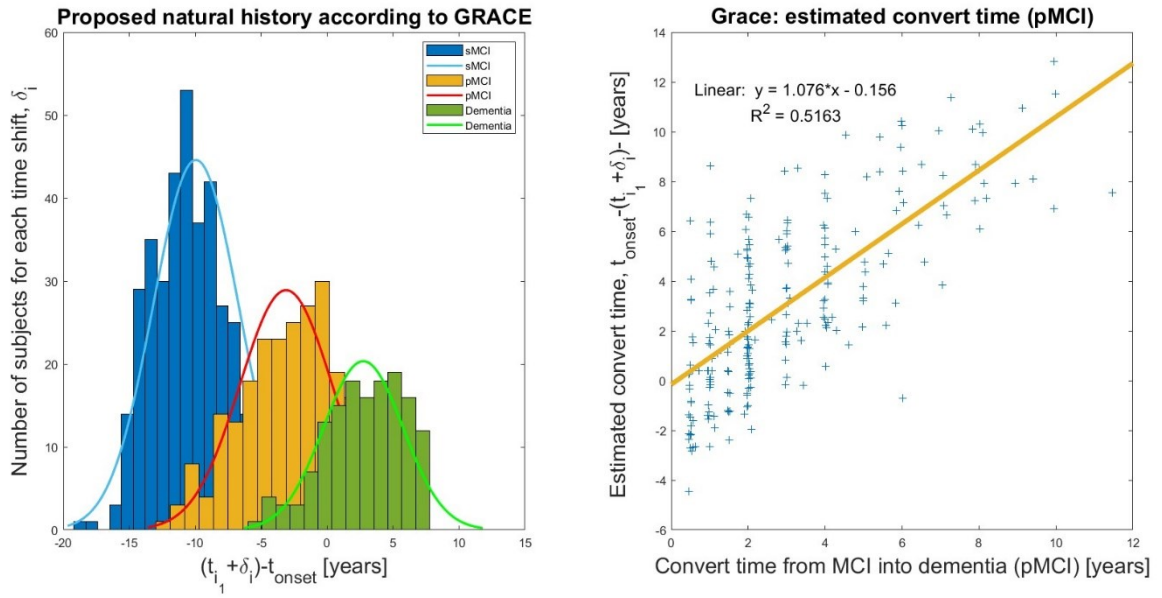 Proposed natural history according to GRACE
Number of subjects for each time shift, δi
60
50
40
30
20
10
0
-20 -15 -10 -5 0 5 10 15
(ti1+δi)-tonset [years]
sMCI
sMCI
pMCI
pMCI
Dementia
Dementia
Grace: estimated convert time (pMCI)
Estimated convert time, tonset-(ti1+δi)- [years]
14
12
10
8
6
4
2
0
-2
-4
-6
Linear: y = 1.076*x - 0.156
R2 = 0.5163
0 2 4 6 8 10 12
Convert time from MCI into dementia (pMCI) [years]